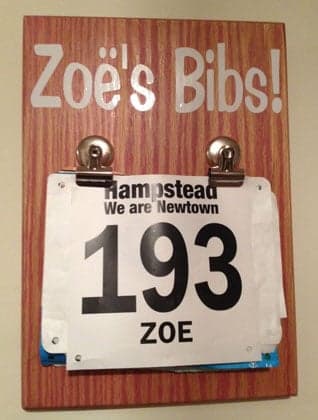 Zoë's Bibs!
Hampstead
We are Newtown
193
ZOE